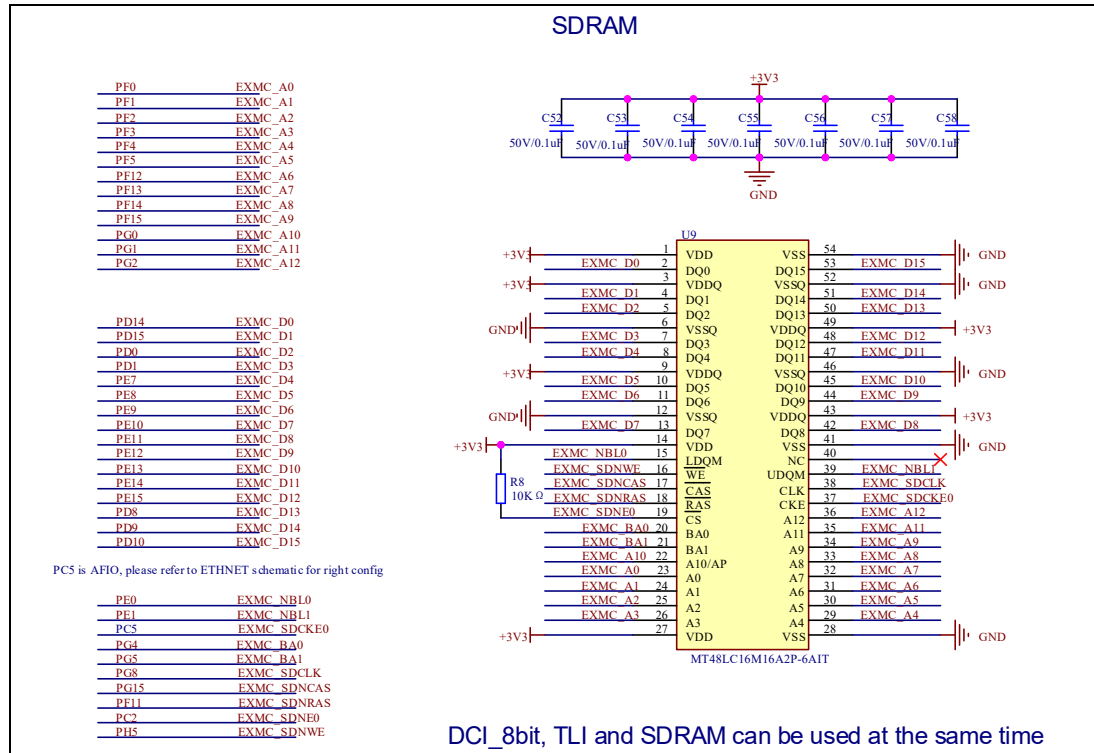 SDRAM
PF0 EXMC_A0
PF1 EXMC_A1
PF2 EXMC_A2
PF3 EXMC_A3
PF4 EXMC_A4
PF5 EXMC_A5
PF12 EXMC_A6
PF13 EXMC_A7
PF14 EXMC_A8
PF15 EXMC_A9
PG0 EXMC_A10
PG1 EXMC_A11
PG2 EXMC_A12
+3V3
C52 C53 C54 C55 C56 C57 C58
50V/0.1uF 50V/0.1uF 50V/0.1uF 50V/0.1uF 50V/0.1uF 50V/0.1uF 50V/0.1uF
GND
PD14 EXMC_D0
PD15 EXMC_D1
PD0 EXMC_D2
PD1 EXMC_D3
PE7 EXMC_D4
PE8 EXMC_D5
PE9 EXMC_D6
PE10 EXMC_D7
PE11 EXMC_D8
PE12 EXMC_D9
PE13 EXMC_D10
PE14 EXMC_D11
PE15 EXMC_D12
PD8 EXMC_D13
PD9 EXMC_D14
PD10 EXMC_D15
PC5 is AFIO, please refer to ETHNET schematic for right config
PE0 EXMC_NBL0
PE1 EXMC_NBL1
PC5 EXMC_SDCKE0
PG4 EXMC_BA0
PG5 EXMC_BA1
PG8 EXMC_SDCLK
PG15 EXMC_SDNCAS
PF11 EXMC_SDNRAS
PC2 EXMC_SDNE0
PH5 EXMC_SDNWE
U9
+3V3 1 VDD VSS 54 GND
EXMC_D0 2 DQ0 DQ15 53 EXMC_D15
+3V3 3 VDDQ VSSQ 52 GND
EXMC_D1 4 DQ1 DQ14 51 EXMC_D14
EXMC_D2 5 DQ2 DQ13 50 EXMC_D13
GND 6 VSSQ VDDQ 49 +3V3
EXMC_D3 7 DQ3 DQ12 48 EXMC_D12
EXMC_D4 8 DQ4 DQ11 47 EXMC_D11
+3V3 9 VDDQ VSSQ 46 GND
EXMC_D5 10 DQ5 DQ10 45 EXMC_D10
EXMC_D6 11 DQ6 DQ9 44 EXMC_D9
GND 12 VSSQ VDDQ 43 +3V3
EXMC_D7 13 DQ7 DQ8 42 EXMC_D8
+3V3 14 VDD VSS 41 GND
EXMC_NBL0 15 LDQM NC 40
EXMC_SDNWE 16 WE UDQM 39 EXMC_NBL1
EXMC_SDNCAS 17 CAS CLK 38 EXMC_SDCLK
EXMC_SDNRAS 18 RAS CKE 37 EXMC_SDCKE0
EXMC_SDNE0 19 CS A12 36 EXMC_A12
R8
10KΩ
EXMC_BA0 20 BA0 A11 35 EXMC_A11
EXMC_BA1 21 BA1 A9 34 EXMC_A9
EXMC_A10 22 A10/AP A8 33 EXMC_A8
EXMC_A0 23 A0 A7 32 EXMC_A7
EXMC_A1 24 A1 A6 31 EXMC_A6
EXMC_A2 25 A2 A5 30 EXMC_A5
EXMC_A3 26 A3 A4 29 EXMC_A4
+3V3 27 VDD VSS 28 GND
MT48LC16M16A2P-6AIT
DCI_8bit, TLI and SDRAM can be used at the same time